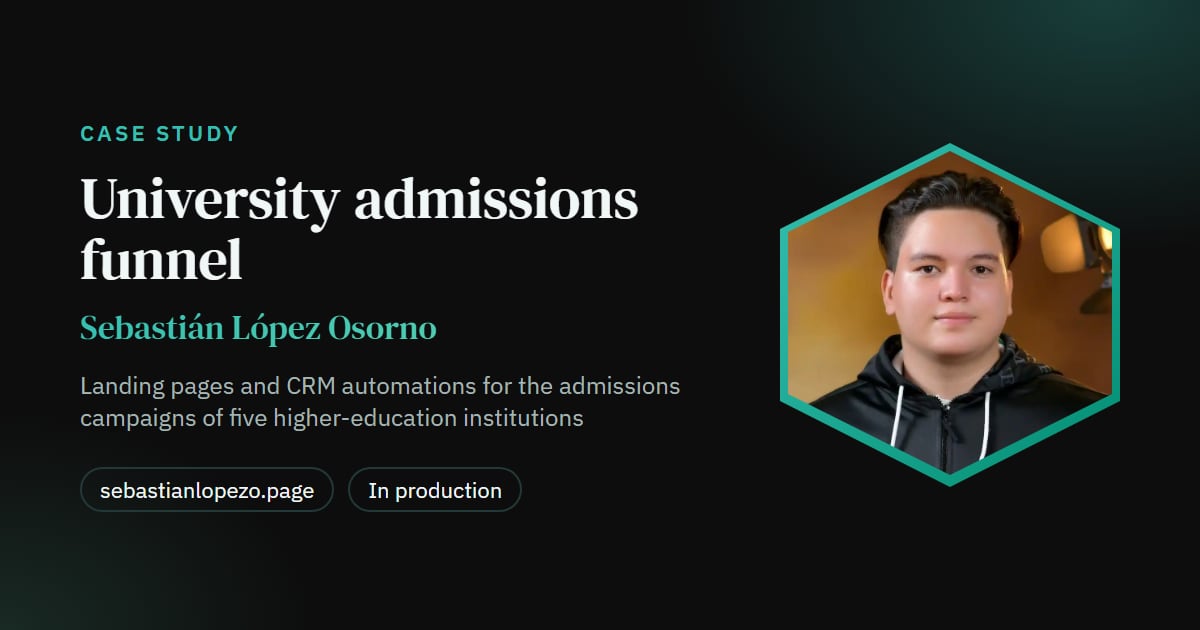 CASE STUDY
University admissions
funnel
Sebastián López Osorno
Landing pages and CRM automations for the admissions
campaigns of five higher-education institutions
sebastianlopezo.page
In production